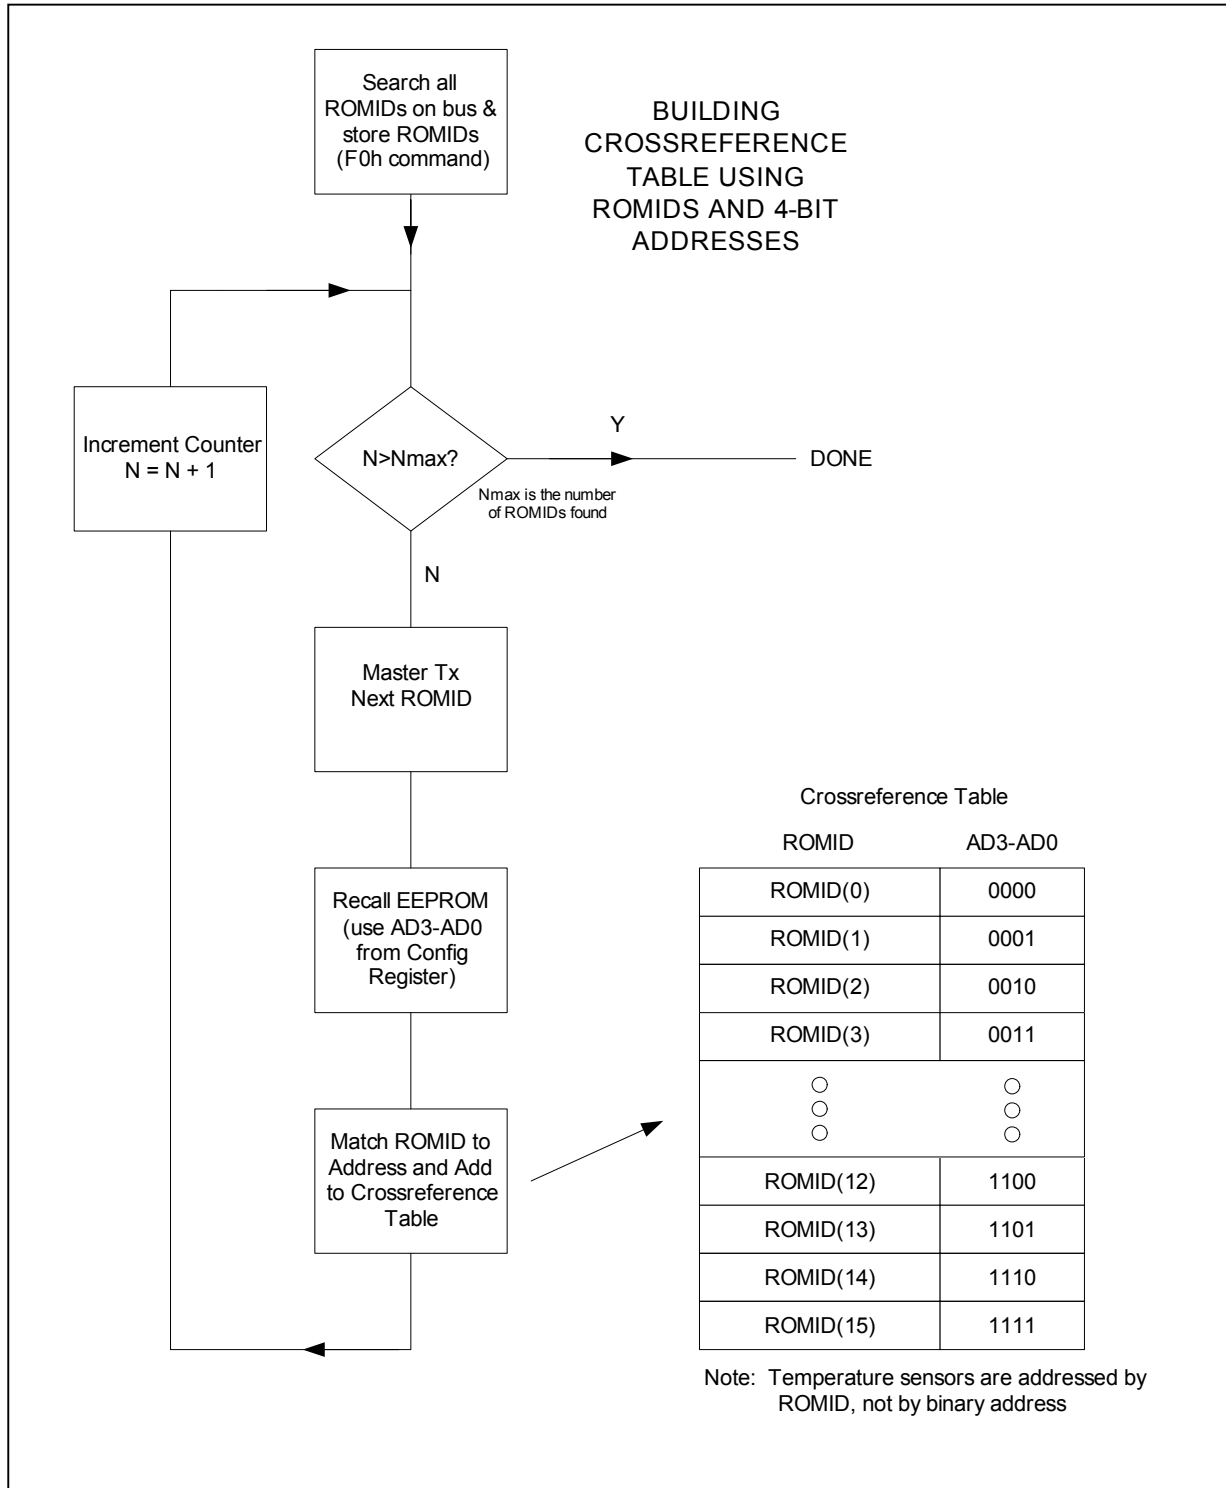 Search all
ROMIDs on bus &
store ROMIDs
(F0h command)
BUILDING
CROSSREFERENCE
TABLE USING
ROMIDS AND 4-BIT
ADDRESSES
Increment Counter
N = N + 1
N>Nmax?
Y
DONE
Nmax is the number
of ROMIDs found
N
Master Tx
Next ROMID
Recall EEPROM
(use AD3-AD0
from Config
Register)
Match ROMID to
Address and Add
to Crossreference
Table
Crossreference Table
ROMID AD3-AD0
ROMID(0) 0000
ROMID(1) 0001
ROMID(2) 0010
ROMID(3) 0011
ROMID(12) 1100
ROMID(13) 1101
ROMID(14) 1110
ROMID(15) 1111
Note: Temperature sensors are addressed by
ROMID, not by binary address